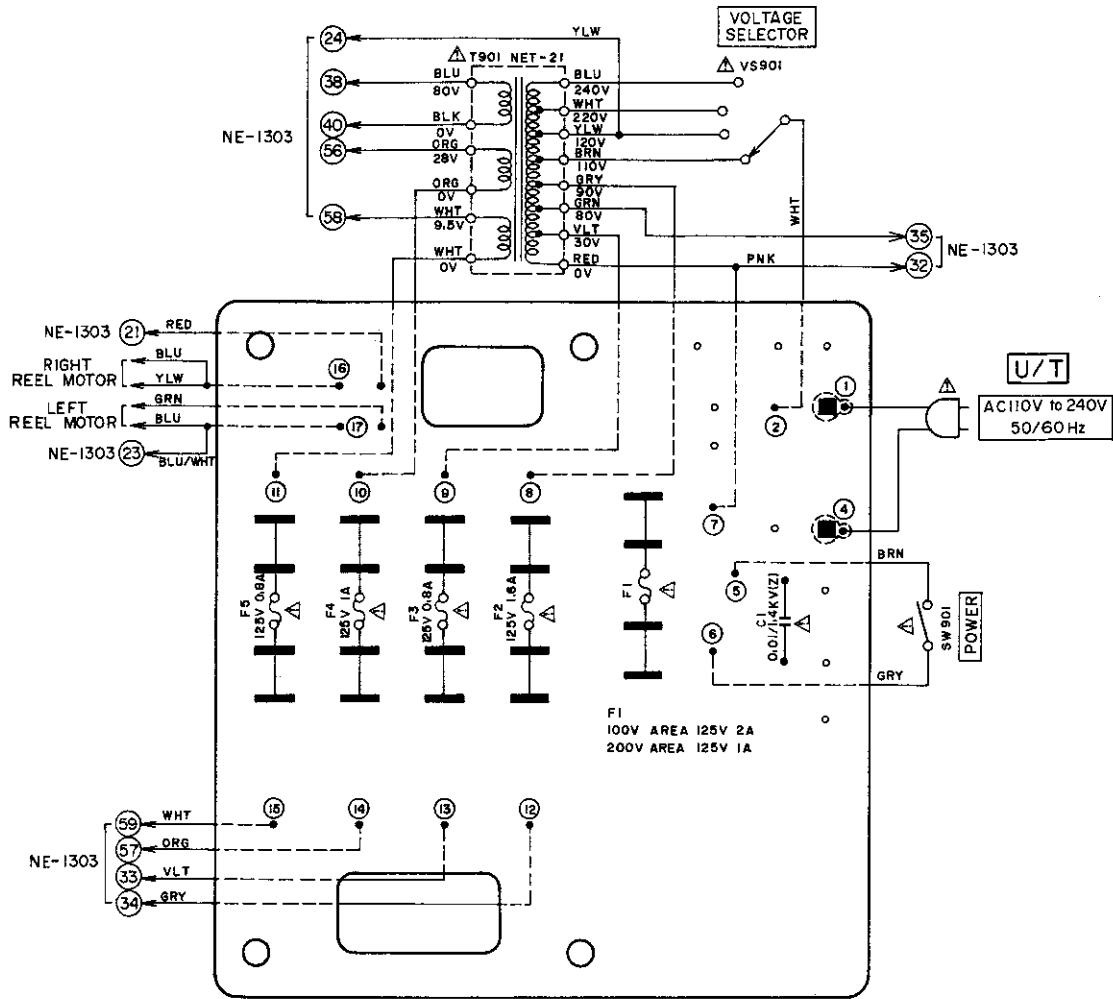 VOLTAGE
SELECTOR
24
YLW
T901 NET-21
VS901
38
BLU
80V
BLU
240V
WHT
220V
40
BLK
0V
YLW
120V
NE-1303
56
ORG
28V
BRN
110V
GRY
90V
ORG
0V
GRN
80V
WHT
58
WHT
9.5V
VLT
30V
35
NE-1303
WHT
0V
RED
0V
PNK
32
NE-1303 21 RED
RIGHT
REEL MOTOR
BLU
YLW
16
LEFT
REEL MOTOR
GRN
BLU
17
NE-1303 23
BLU/WHT
1
2
U/T
AC110V to 240V
50/60Hz
11
10
9
8
7
4
F5
125V 0.8A
F4
125V 1A
F3
125V 0.8A
F2
125V 1.6A
F1
5
BRN
C1
0.01/1.4KV(Z)
6
GRY
SW901
POWER
F1
100V AREA 125V 2A
200V AREA 125V 1A
15
14
13
12
NE-1303
59 WHT
57 ORG
33 VLT
34 GRY